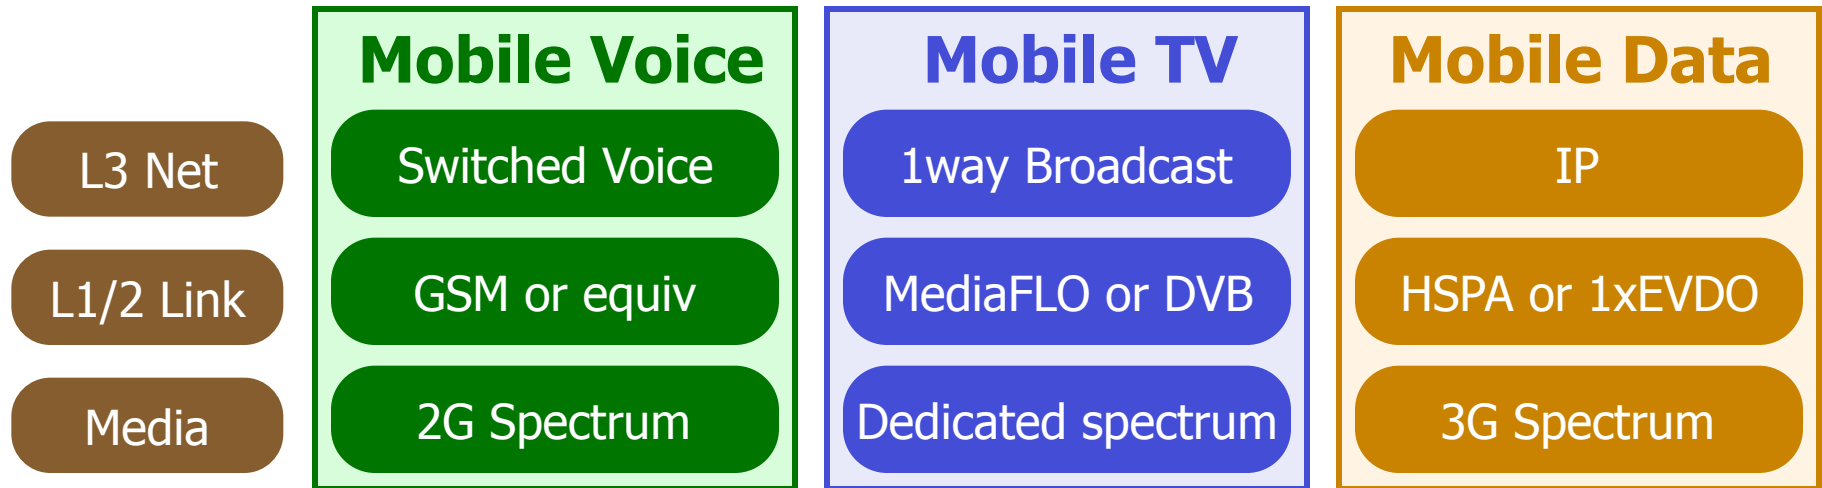 Mobile Voice
Mobile TV
Mobile Data
L3 Net
Switched Voice
1way Broadcast
IP
L1/2 Link
GSM or equiv
MediaFLO or DVB
HSPA or 1xEVDO
Media
2G Spectrum
Dedicated spectrum
3G Spectrum